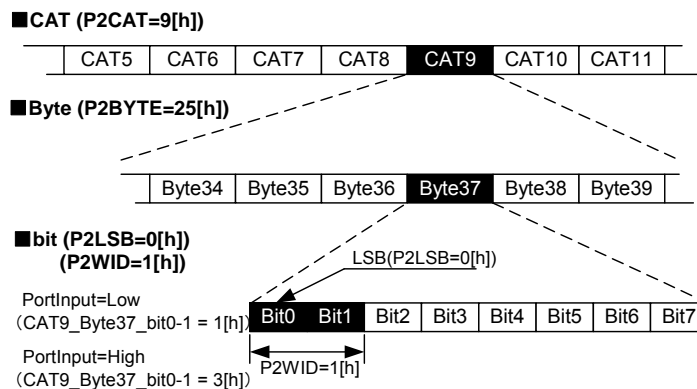 ■CAT (P2CAT=9[h])
CAT5 CAT6 CAT7 CAT8 CAT9 CAT10 CAT11
■Byte (P2BYTE=25[h])
Byte34 Byte35 Byte36 Byte37 Byte38 Byte39
■bit (P2LSB=0[h])
(P2WID=1[h])
LSB(P2LSB=0[h])
PortInput=Low
(CAT9_Byte37_bit0-1 = 1[h])
Bit0 Bit1 Bit2 Bit3 Bit4 Bit5 Bit6 Bit7
PortInput=High
(CAT9_Byte37_bit0-1 = 3[h])
P2WID=1[h]